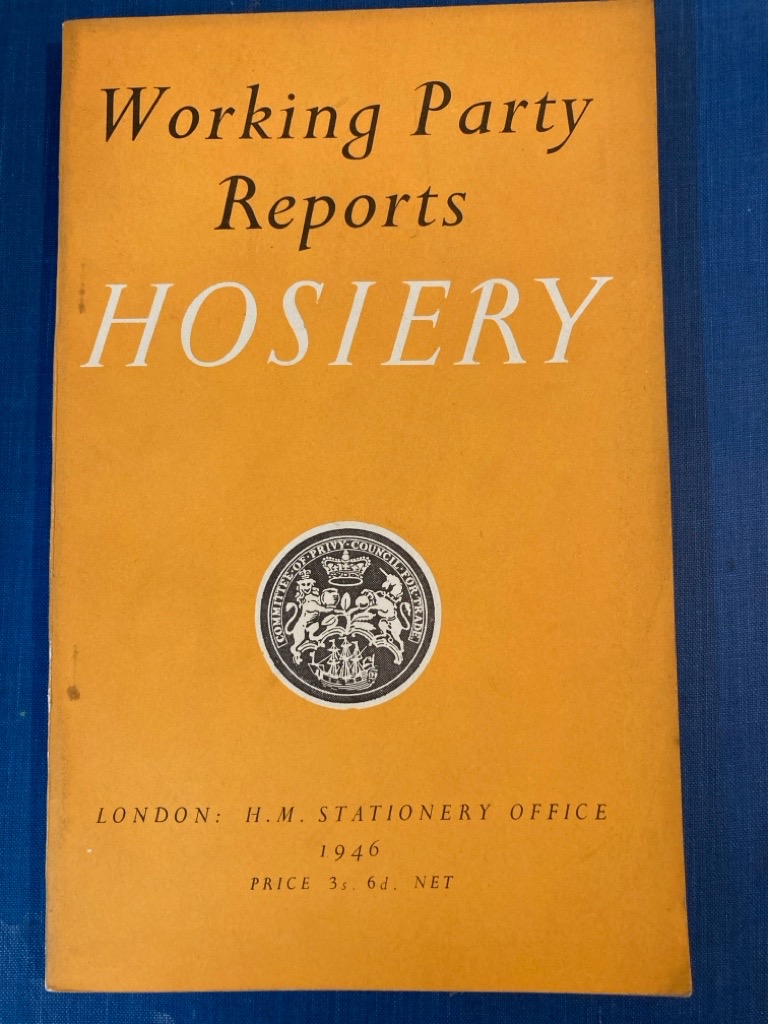 Working Party
Reports
HOSIERY
COMMITTEE·OF·PRIVY·COUNCIL·FOR·TRADE
LONDON: H.M. STATIONERY OFFICE
1946
PRICE 3s. 6d. NET